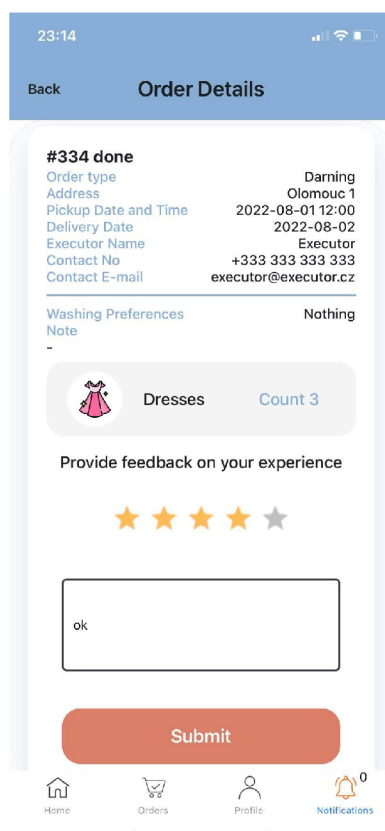 23:14
Back Order Details
#334 done
Order type Darning
Address Olomouc 1
Pickup Date and Time 2022-08-01 12:00
Delivery Date 2022-08-02
Executor Name Executor
Contact No +333 333 333 333
Contact E-mail executor@executor.cz
Washing Preferences Nothing
Note
-
Dresses Count 3
Provide feedback on your experience
ok
Submit
0
Home Orders Profile Notifications